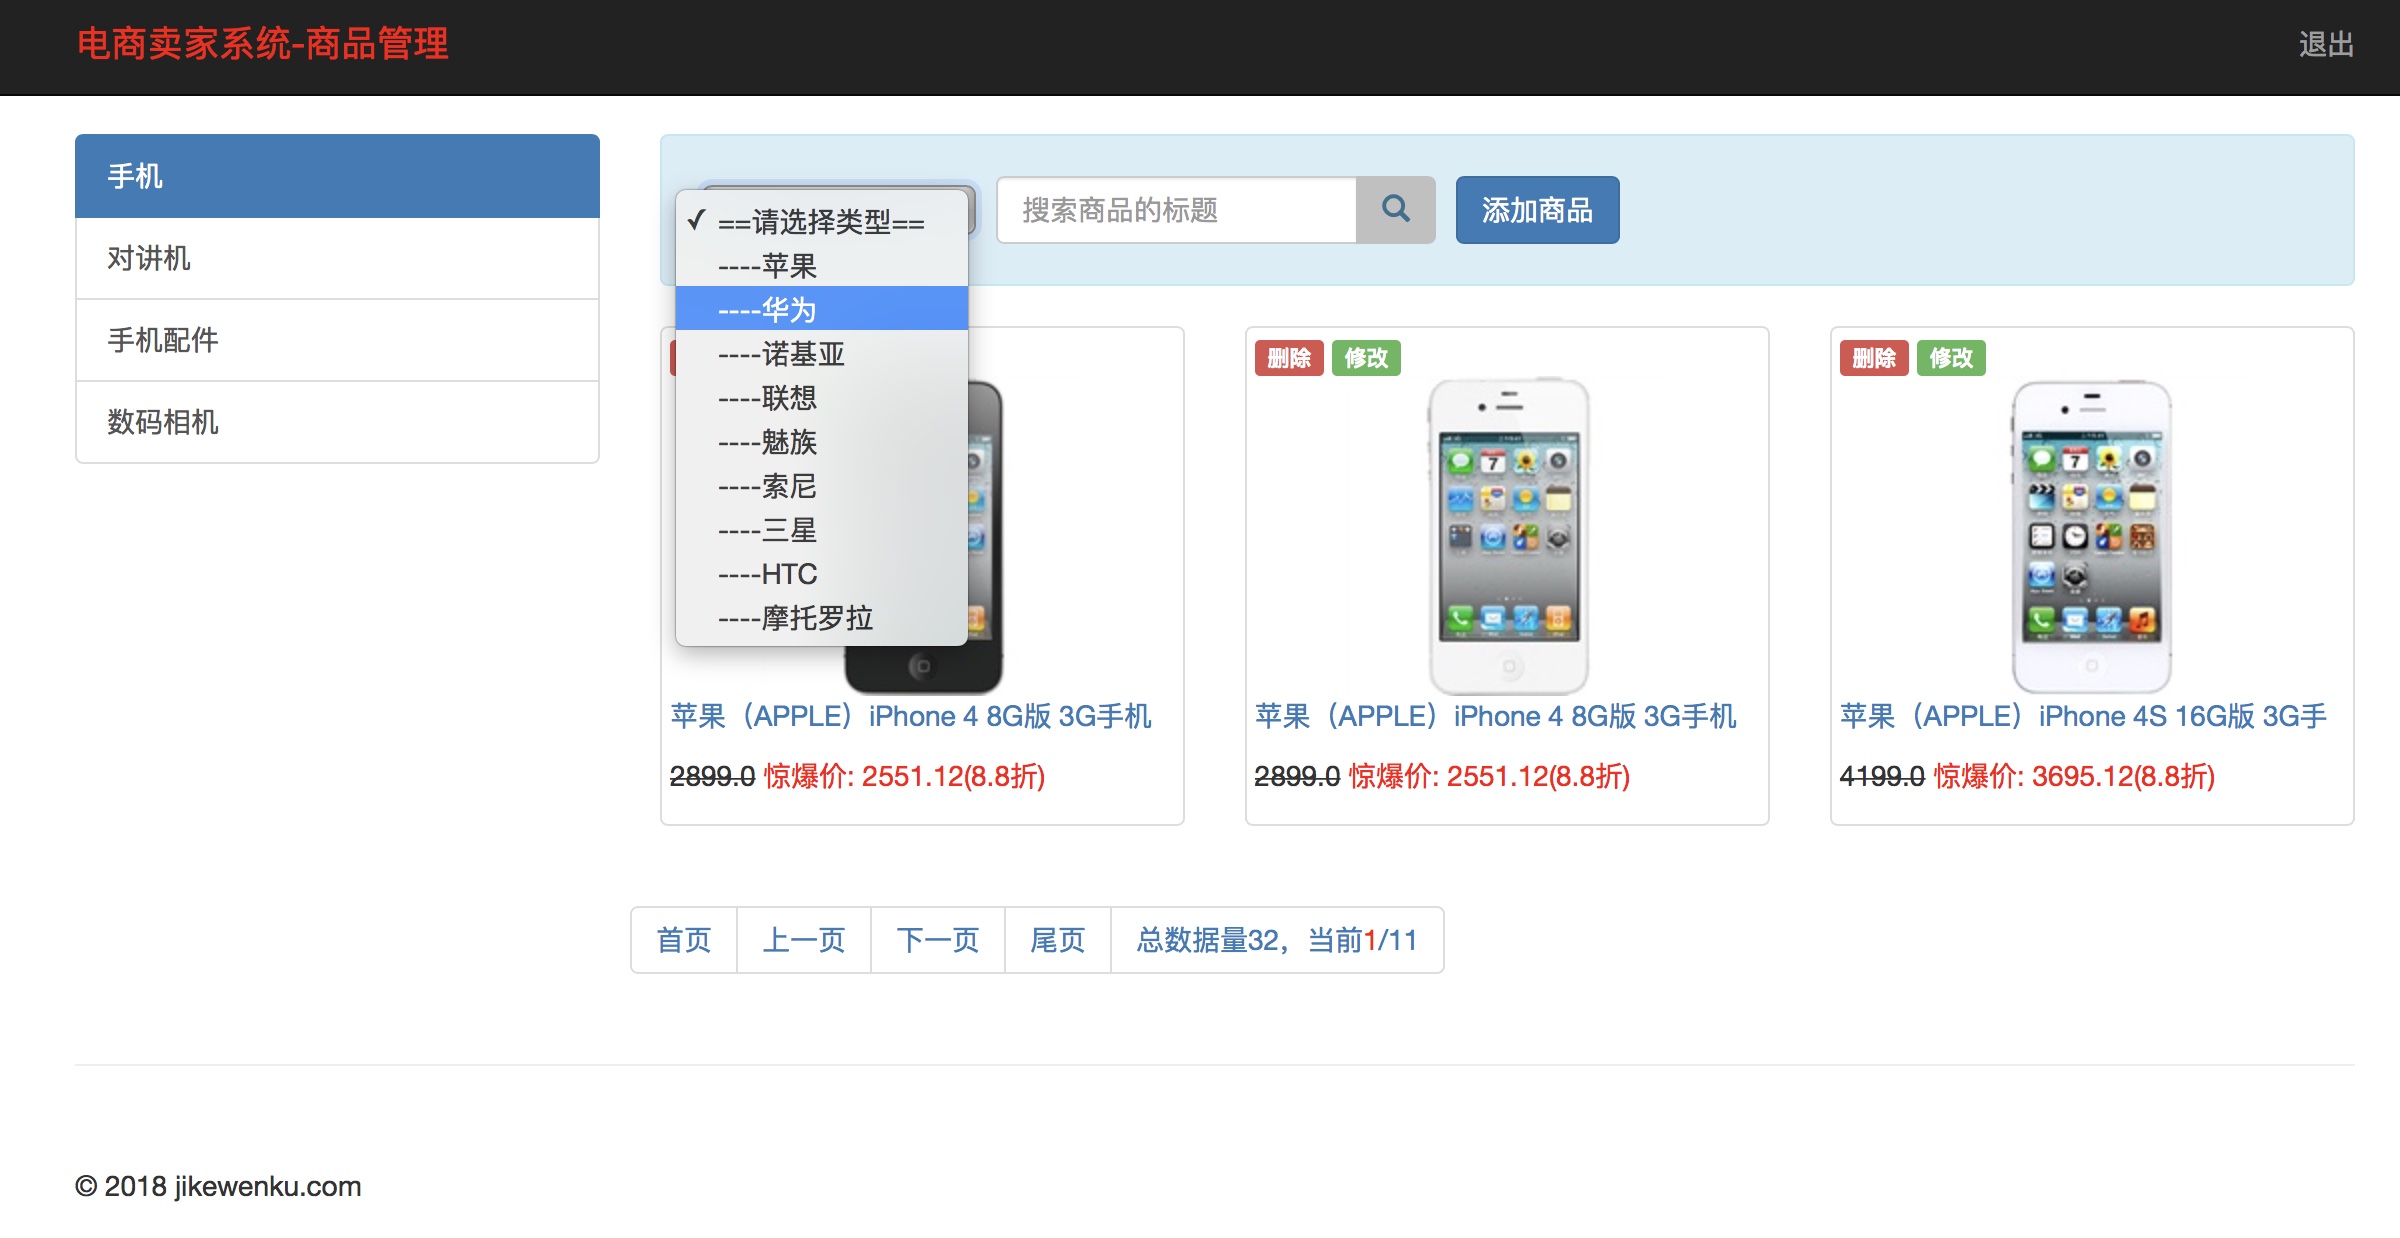 电商卖家系统-商品管理
退出
手机
对讲机
手机配件
数码相机
✓ ==请选择类型==
----苹果
----华为
----诺基亚
----联想
----魅族
----索尼
----三星
----HTC
----摩托罗拉
搜索商品的标题
添加商品
删除 修改
删除 修改
苹果（APPLE）iPhone 4 8G版 3G手机
2899.0 惊爆价: 2551.12(8.8折)
苹果（APPLE）iPhone 4 8G版 3G手机
2899.0 惊爆价: 2551.12(8.8折)
苹果（APPLE）iPhone 4S 16G版 3G手
4199.0 惊爆价: 3695.12(8.8折)
首页
上一页
下一页
尾页
总数据量32，当前1/11
© 2018 jikewenku.com